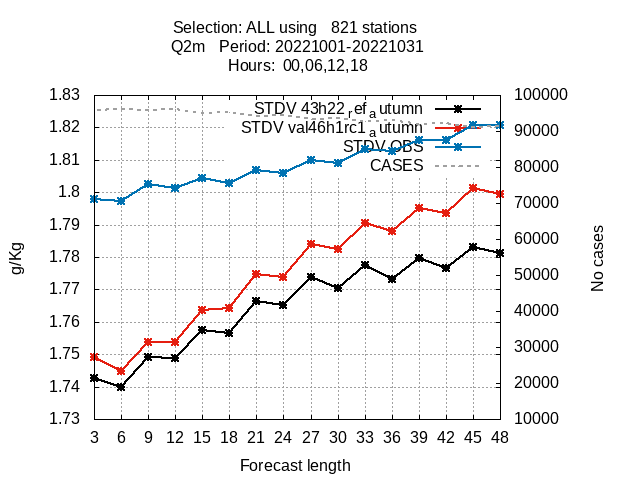 Selection: ALL using   821 stations
Q2m   Period: 20221001-20221031
Hours:  00,06,12,18
1.83
1.82
1.81
1.8
1.79
1.78
1.77
1.76
1.75
1.74
1.73
g/Kg
STDV 43h22_ref_autumn
STDV val46h1rc1_autumn
STDV OBS
CASES
100000
90000
80000
70000
60000
50000
40000
30000
20000
10000
No cases
3 6 9 12 15 18 21 24 27 30 33 36 39 42 45 48
Forecast length